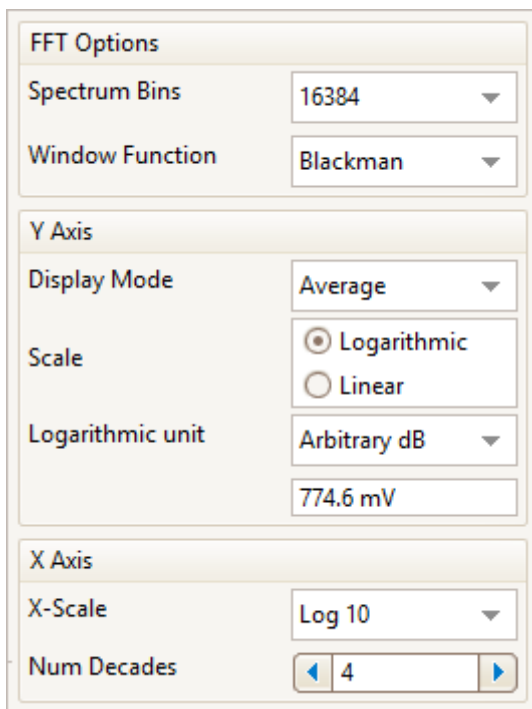 FFT Options
Spectrum Bins 16384
Window Function Blackman
Y Axis
Display Mode Average
Scale Logarithmic
Linear
Logarithmic unit Arbitrary dB
774.6 mV
X Axis
X-Scale Log 10
Num Decades 4